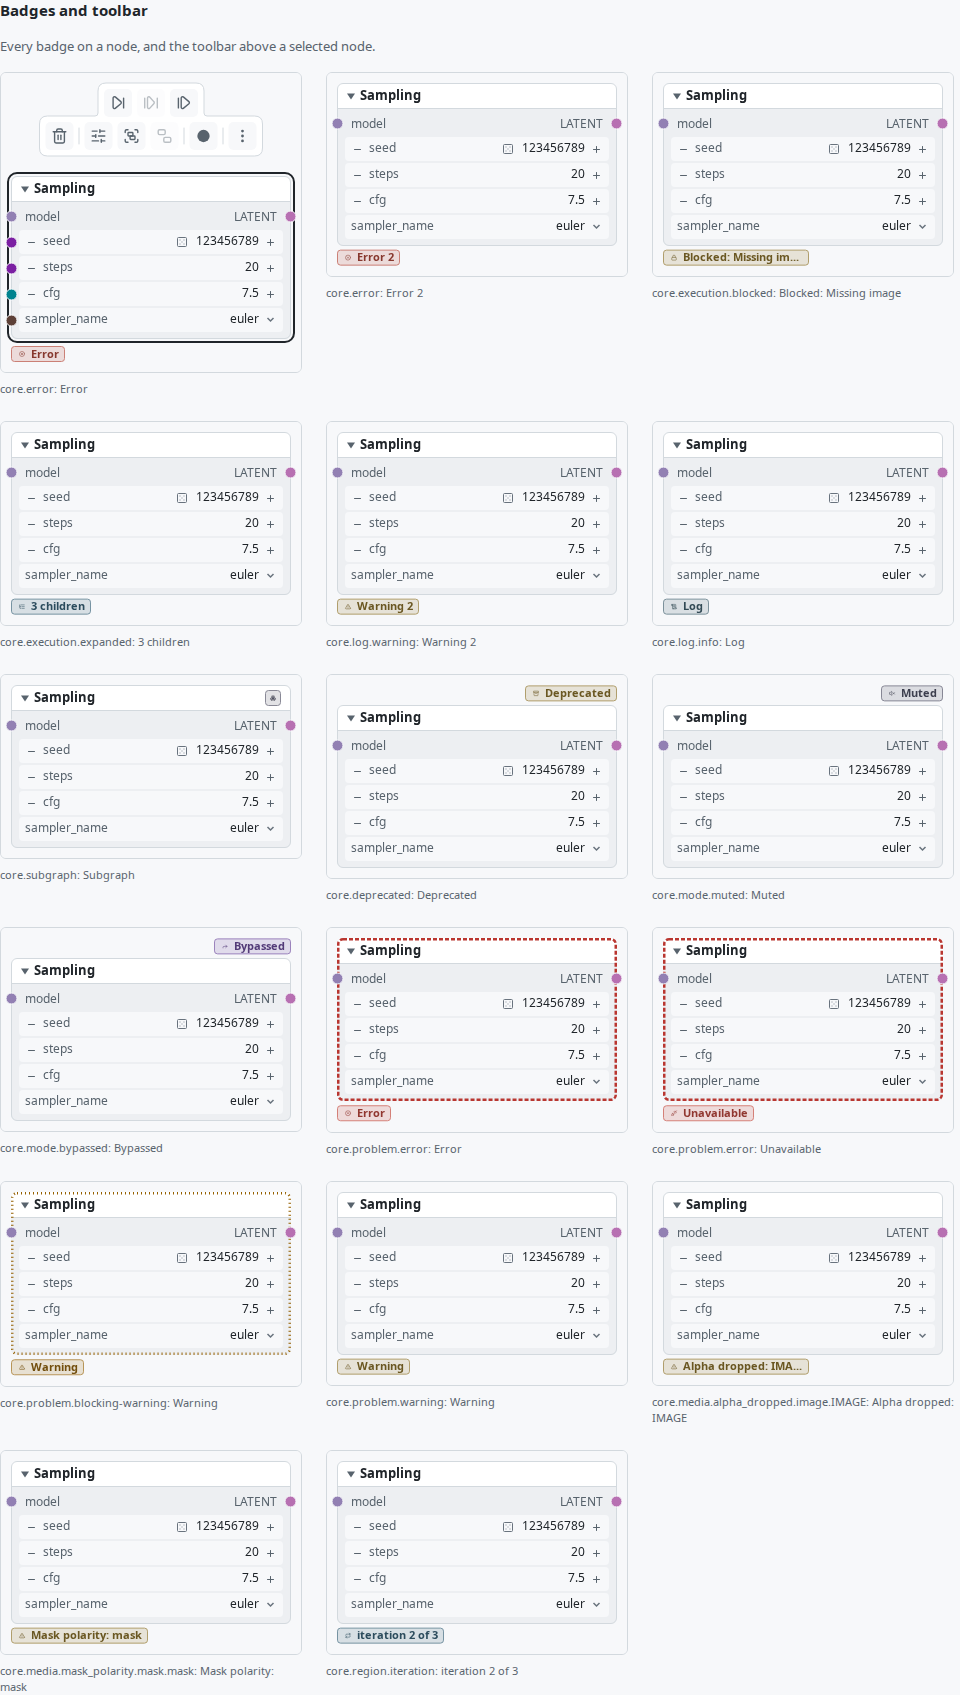 Badges and toolbar
Every badge on a node, and the toolbar above a selected node.
Sampling
model LATENT
– seed 123456789 +
– steps 20 +
– cfg 7.5 +
sampler_name euler
Error
core.error: Error
Sampling
model LATENT
– seed 123456789 +
– steps 20 +
– cfg 7.5 +
sampler_name euler
Error 2
core.error: Error 2
Sampling
model LATENT
– seed 123456789 +
– steps 20 +
– cfg 7.5 +
sampler_name euler
Blocked: Missing im...
core.execution.blocked: Blocked: Missing image
Sampling
model LATENT
– seed 123456789 +
– steps 20 +
– cfg 7.5 +
sampler_name euler
3 children
core.execution.expanded: 3 children
Sampling
model LATENT
– seed 123456789 +
– steps 20 +
– cfg 7.5 +
sampler_name euler
Warning 2
core.log.warning: Warning 2
Sampling
model LATENT
– seed 123456789 +
– steps 20 +
– cfg 7.5 +
sampler_name euler
Log
core.log.info: Log
Sampling
model LATENT
– seed 123456789 +
– steps 20 +
– cfg 7.5 +
sampler_name euler
core.subgraph: Subgraph
Deprecated
Sampling
model LATENT
– seed 123456789 +
– steps 20 +
– cfg 7.5 +
sampler_name euler
core.deprecated: Deprecated
Muted
Sampling
model LATENT
– seed 123456789 +
– steps 20 +
– cfg 7.5 +
sampler_name euler
core.mode.muted: Muted
Bypassed
Sampling
model LATENT
– seed 123456789 +
– steps 20 +
– cfg 7.5 +
sampler_name euler
core.mode.bypassed: Bypassed
Sampling
model LATENT
– seed 123456789 +
– steps 20 +
– cfg 7.5 +
sampler_name euler
Error
core.problem.error: Error
Sampling
model LATENT
– seed 123456789 +
– steps 20 +
– cfg 7.5 +
sampler_name euler
Unavailable
core.problem.error: Unavailable
Sampling
model LATENT
– seed 123456789 +
– steps 20 +
– cfg 7.5 +
sampler_name euler
Warning
core.problem.blocking-warning: Warning
Sampling
model LATENT
– seed 123456789 +
– steps 20 +
– cfg 7.5 +
sampler_name euler
Warning
core.problem.warning: Warning
Sampling
model LATENT
– seed 123456789 +
– steps 20 +
– cfg 7.5 +
sampler_name euler
Alpha dropped: IMA...
core.media.alpha_dropped.image.IMAGE: Alpha dropped:
IMAGE
Sampling
model LATENT
– seed 123456789 +
– steps 20 +
– cfg 7.5 +
sampler_name euler
Mask polarity: mask
core.media.mask_polarity.mask.mask: Mask polarity:
mask
Sampling
model LATENT
– seed 123456789 +
– steps 20 +
– cfg 7.5 +
sampler_name euler
iteration 2 of 3
core.region.iteration: iteration 2 of 3